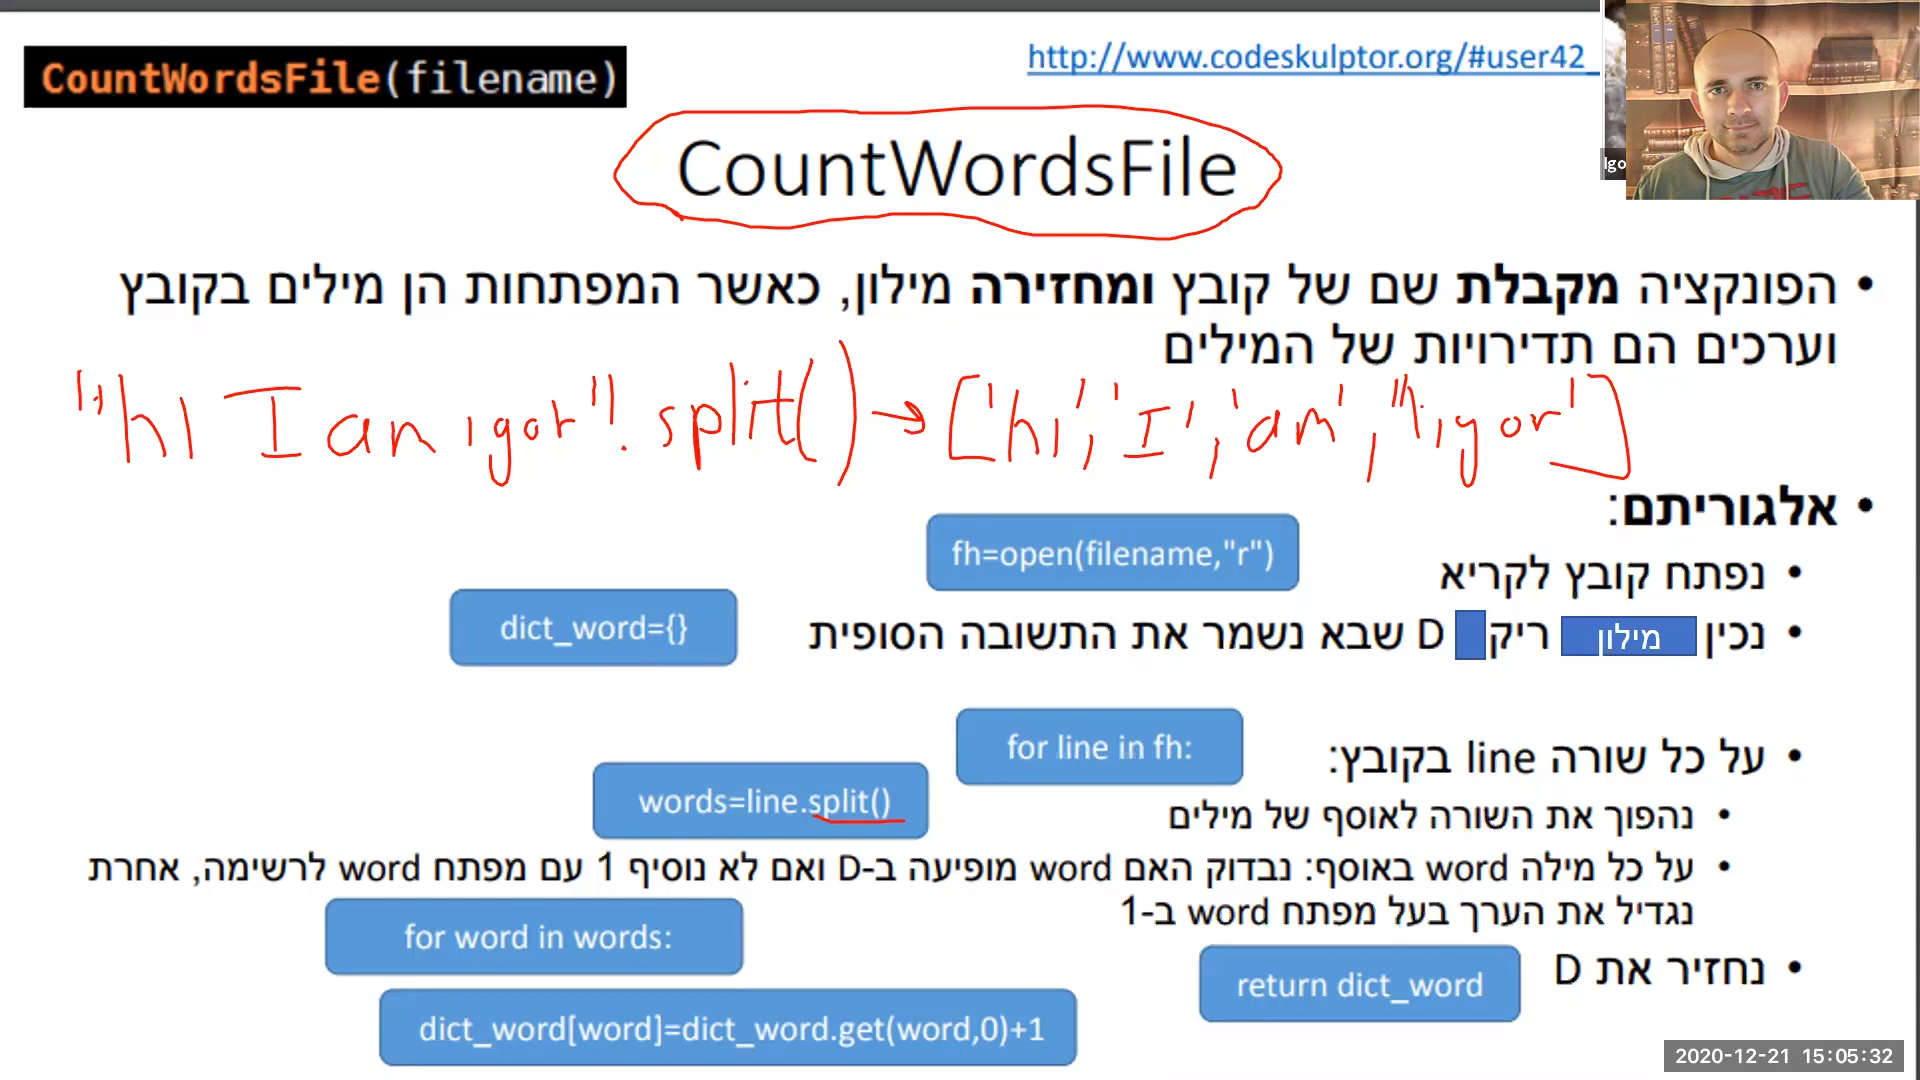 CountWordsFile(filename)
http://www.codeskulptor.org/#user42_
CountWordsFile
Igo
• הפונקציה מקבלת שם של קובץ ומחזירה מילון, כאשר המפתחות הן מילים בקובץ
וערכים הם תדירויות של המילים
"hi I am igor".split() → ['hi', 'I', 'am', 'igor']
• אלגוריתם:
fh=open(filename,"r")
• נפתח קובץ לקריא
• נכין מילון ריק D שבא נשמר את התשובה הסופית
dict_word={}
for line in fh:
• על כל שורה line בקובץ:
words=line.split()
• נהפוך את השורה לאוסף של מילים
• על כל מילה word באוסף: נבדוק האם word מופיעה ב-D ואם לא נוסיף 1 עם מפתח word לרשימה, אחרת
נגדיל את הערך בעל מפתח word ב-1
for word in words:
• נחזיר את D
return dict_word
dict_word[word]=dict_word.get(word,0)+1
2020-12-21 15:05:32